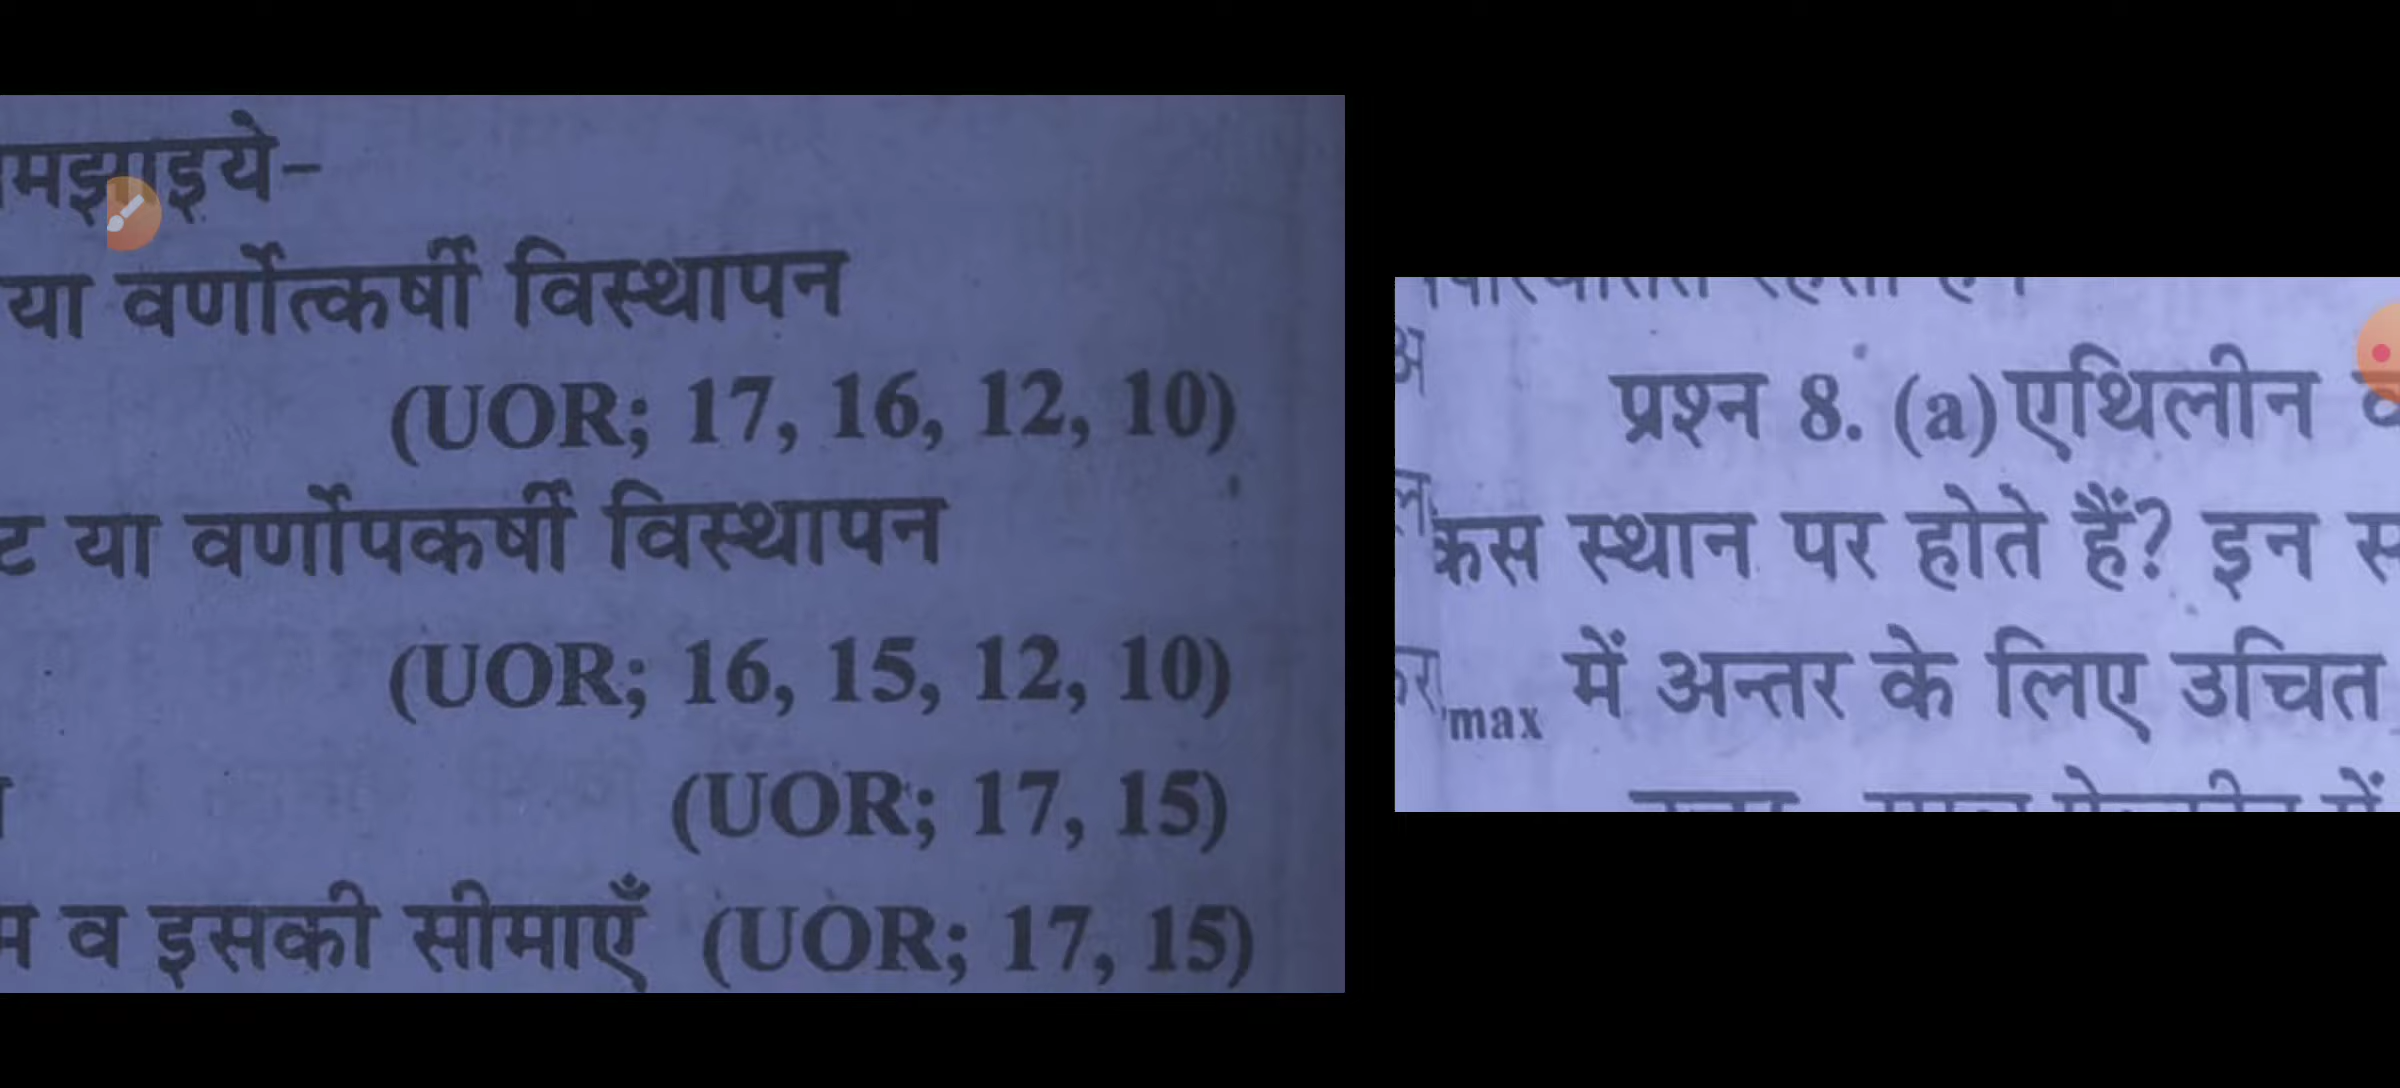 समझाइये–
या वर्णोत्कर्षी विस्थापन
(UOR; 17, 16, 12, 10)
या वर्णोपकर्षी विस्थापन
(UOR; 16, 15, 12, 10)
(UOR; 17, 15)
व इसकी सीमाएँ (UOR; 17, 15)
प्रश्न 8. (a) एथिलीन
स्थान पर होते हैं? इन
max में अन्तर के लिए उचित